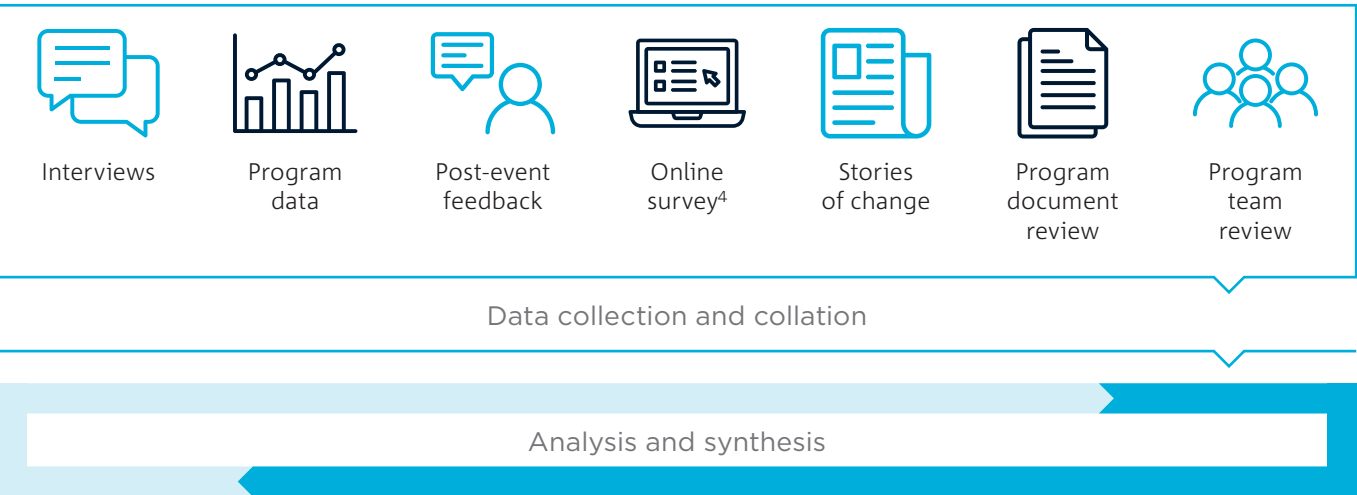 Interviews
Program
data
Post-event
feedback
Online
survey⁴
Stories
of change
Program
document
review
Program
team
review
Data collection and collation
Analysis and synthesis